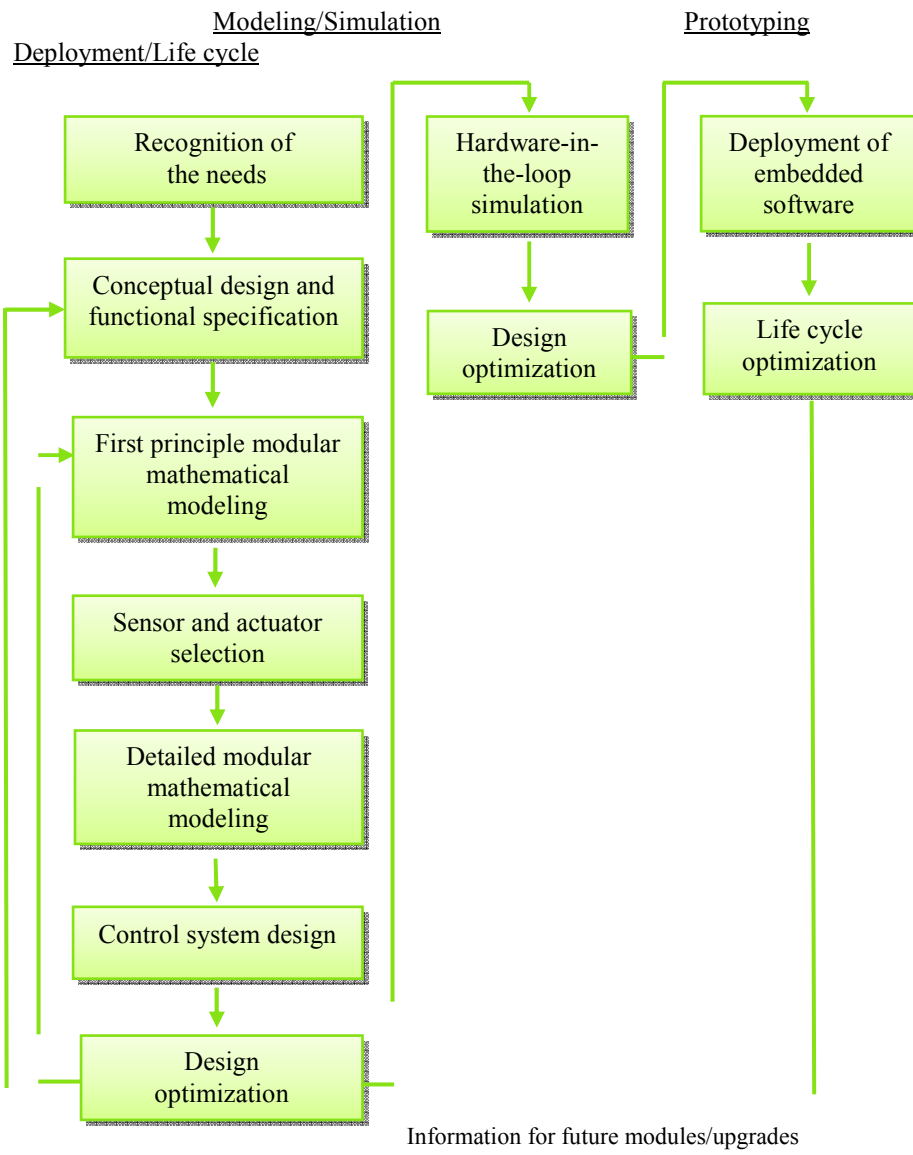 Modeling/Simulation
Prototyping
Deployment/Life cycle
Recognition of
the needs
Conceptual design and
functional specification
First principle modular
mathematical
modeling
Sensor and actuator
selection
Detailed modular
mathematical
modeling
Control system design
Design
optimization
Hardware-in-
the-loop
simulation
Design
optimization
Deployment of
embedded
software
Life cycle
optimization
Information for future modules/upgrades